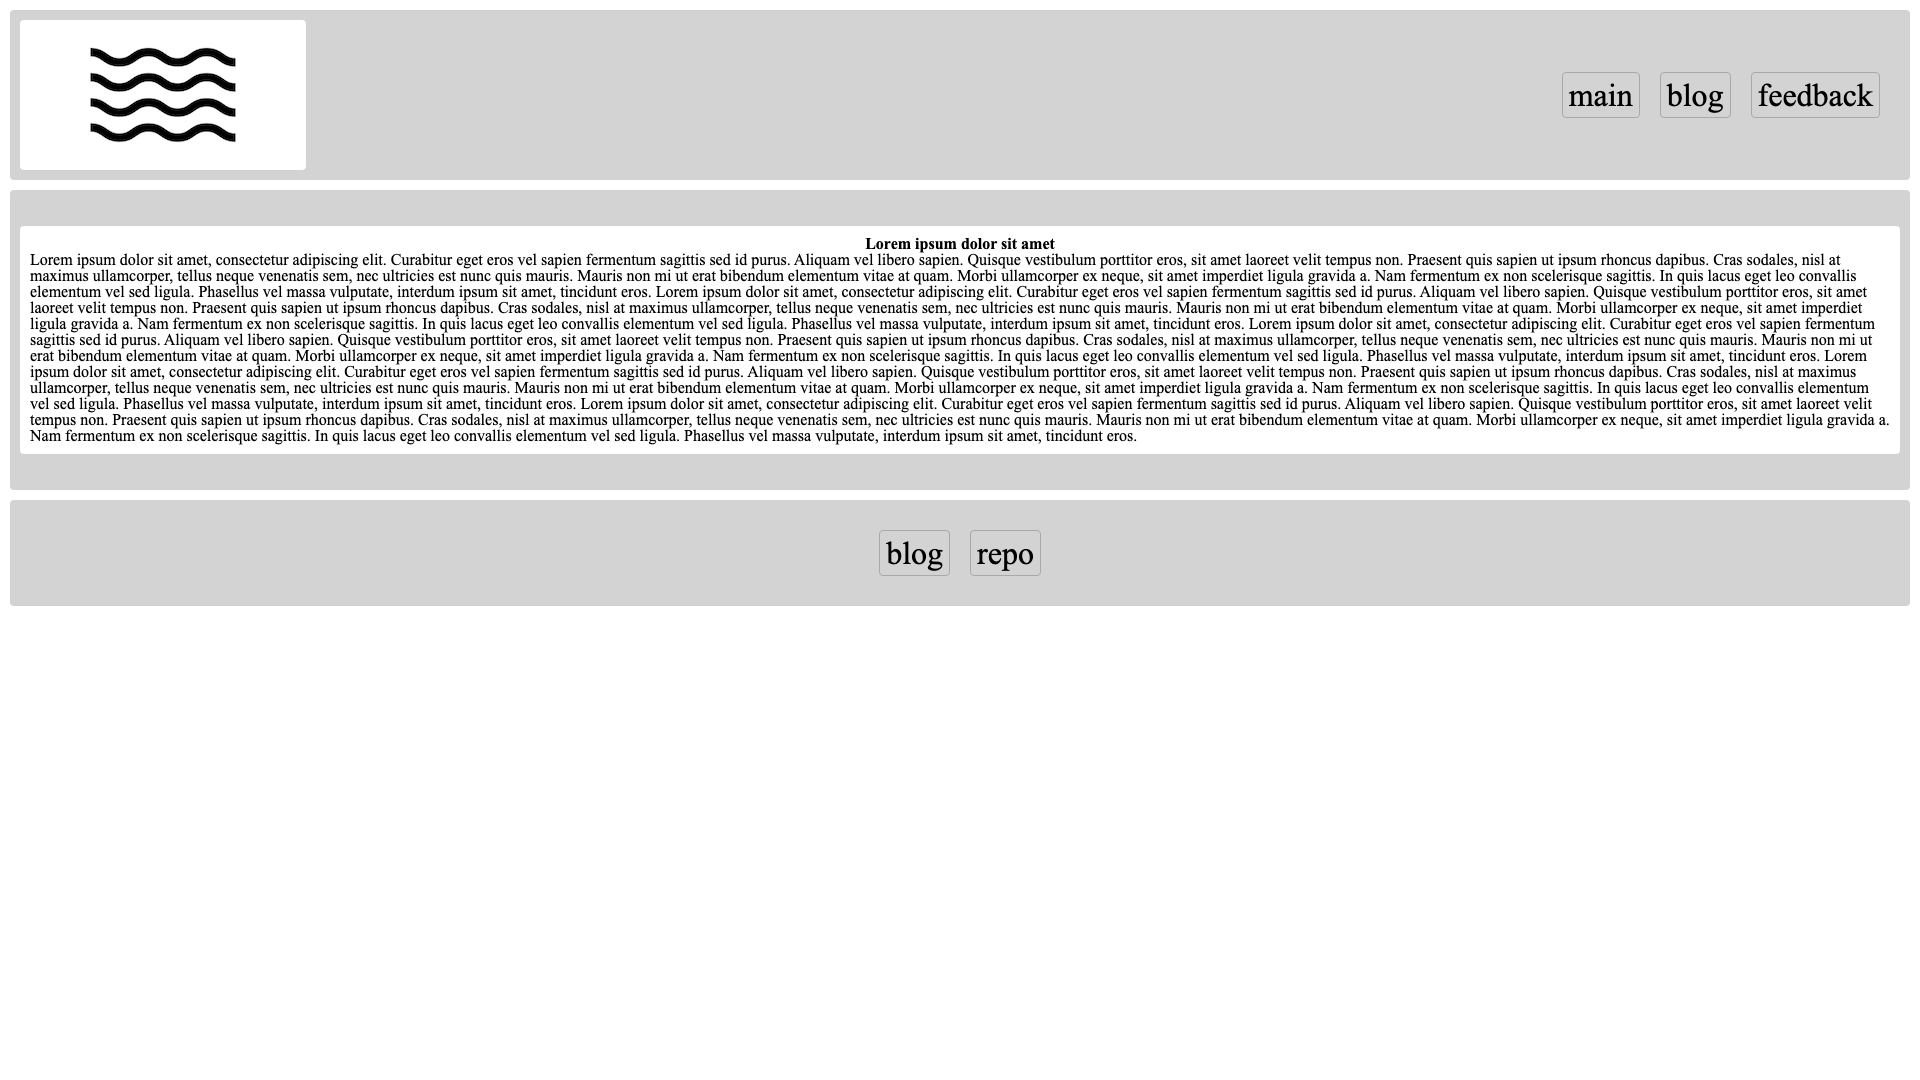 main
blog
feedback
Lorem ipsum dolor sit amet
Lorem ipsum dolor sit amet, consectetur adipiscing elit. Curabitur eget eros vel sapien fermentum sagittis sed id purus. Aliquam vel libero sapien. Quisque vestibulum porttitor eros, sit amet laoreet velit tempus non. Praesent quis sapien ut ipsum rhoncus dapibus. Cras sodales, nisl at
maximus ullamcorper, tellus neque venenatis sem, nec ultricies est nunc quis mauris. Mauris non mi ut erat bibendum elementum vitae at quam. Morbi ullamcorper ex neque, sit amet imperdiet ligula gravida a. Nam fermentum ex non scelerisque sagittis. In quis lacus eget leo convallis
elementum vel sed ligula. Phasellus vel massa vulputate, interdum ipsum sit amet, tincidunt eros. Lorem ipsum dolor sit amet, consectetur adipiscing elit. Curabitur eget eros vel sapien fermentum sagittis sed id purus. Aliquam vel libero sapien. Quisque vestibulum porttitor eros, sit amet
laoreet velit tempus non. Praesent quis sapien ut ipsum rhoncus dapibus. Cras sodales, nisl at maximus ullamcorper, tellus neque venenatis sem, nec ultricies est nunc quis mauris. Mauris non mi ut erat bibendum elementum vitae at quam. Morbi ullamcorper ex neque, sit amet imperdiet
ligula gravida a. Nam fermentum ex non scelerisque sagittis. In quis lacus eget leo convallis elementum vel sed ligula. Phasellus vel massa vulputate, interdum ipsum sit amet, tincidunt eros. Lorem ipsum dolor sit amet, consectetur adipiscing elit. Curabitur eget eros vel sapien fermentum
sagittis sed id purus. Aliquam vel libero sapien. Quisque vestibulum porttitor eros, sit amet laoreet velit tempus non. Praesent quis sapien ut ipsum rhoncus dapibus. Cras sodales, nisl at maximus ullamcorper, tellus neque venenatis sem, nec ultricies est nunc quis mauris. Mauris non mi ut
erat bibendum elementum vitae at quam. Morbi ullamcorper ex neque, sit amet imperdiet ligula gravida a. Nam fermentum ex non scelerisque sagittis. In quis lacus eget leo convallis elementum vel sed ligula. Phasellus vel massa vulputate, interdum ipsum sit amet, tincidunt eros. Lorem
ipsum dolor sit amet, consectetur adipiscing elit. Curabitur eget eros vel sapien fermentum sagittis sed id purus. Aliquam vel libero sapien. Quisque vestibulum porttitor eros, sit amet laoreet velit tempus non. Praesent quis sapien ut ipsum rhoncus dapibus. Cras sodales, nisl at maximus
ullamcorper, tellus neque venenatis sem, nec ultricies est nunc quis mauris. Mauris non mi ut erat bibendum elementum vitae at quam. Morbi ullamcorper ex neque, sit amet imperdiet ligula gravida a. Nam fermentum ex non scelerisque sagittis. In quis lacus eget leo convallis elementum
vel sed ligula. Phasellus vel massa vulputate, interdum ipsum sit amet, tincidunt eros. Lorem ipsum dolor sit amet, consectetur adipiscing elit. Curabitur eget eros vel sapien fermentum sagittis sed id purus. Aliquam vel libero sapien. Quisque vestibulum porttitor eros, sit amet laoreet velit
tempus non. Praesent quis sapien ut ipsum rhoncus dapibus. Cras sodales, nisl at maximus ullamcorper, tellus neque venenatis sem, nec ultricies est nunc quis mauris. Mauris non mi ut erat bibendum elementum vitae at quam. Morbi ullamcorper ex neque, sit amet imperdiet ligula gravida a.
Nam fermentum ex non scelerisque sagittis. In quis lacus eget leo convallis elementum vel sed ligula. Phasellus vel massa vulputate, interdum ipsum sit amet, tincidunt eros.
blog
repo